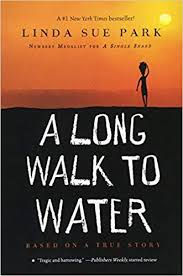 A #1 New York Times bestseller
LINDA SUE PARK
NEWBERY MEDALIST FOR A SINGLE SHARD
A LONG
WALK TO
WATER
BASED ON A TRUE STORY
"Tragic and harrowing." —Publishers Weekly, starred review